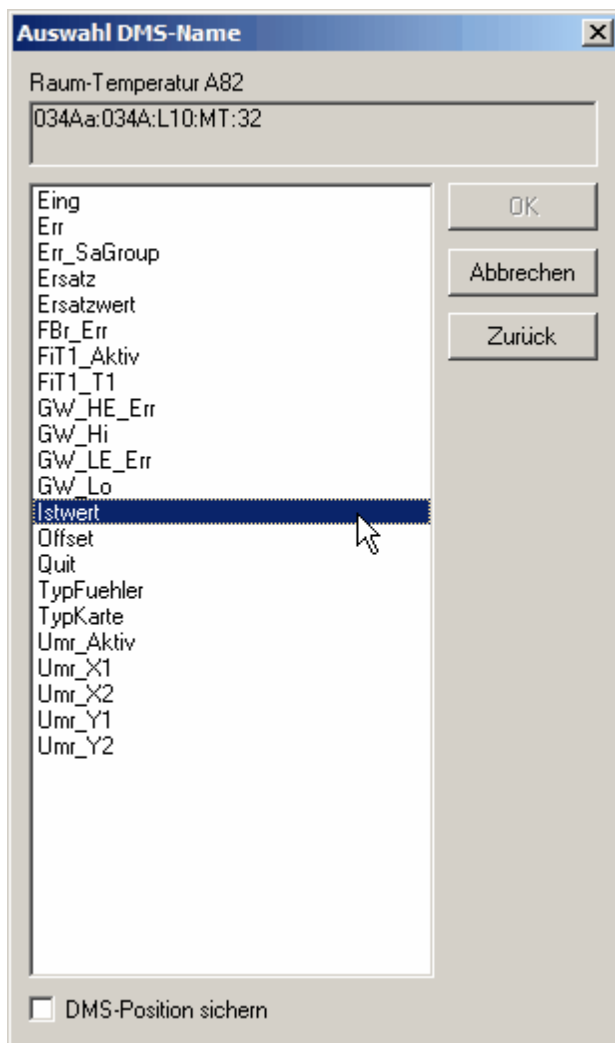 Auswahl DMS-Name
Raum-Temperatur A82
034Aa:034A:L10:MT:32
Eing
Err
Err_SaGroup
Ersatz
Ersatzwert
FBr_Err
FiT1_Aktiv
FiT1_T1
GW_HE_Err
GW_Hi
GW_LE_Err
GW_Lo
Istwert
Offset
Quit
TypFuehler
TypKarte
Umr_Aktiv
Umr_X1
Umr_X2
Umr_Y1
Umr_Y2
OK
Abbrechen
Zurück
DMS-Position sichern